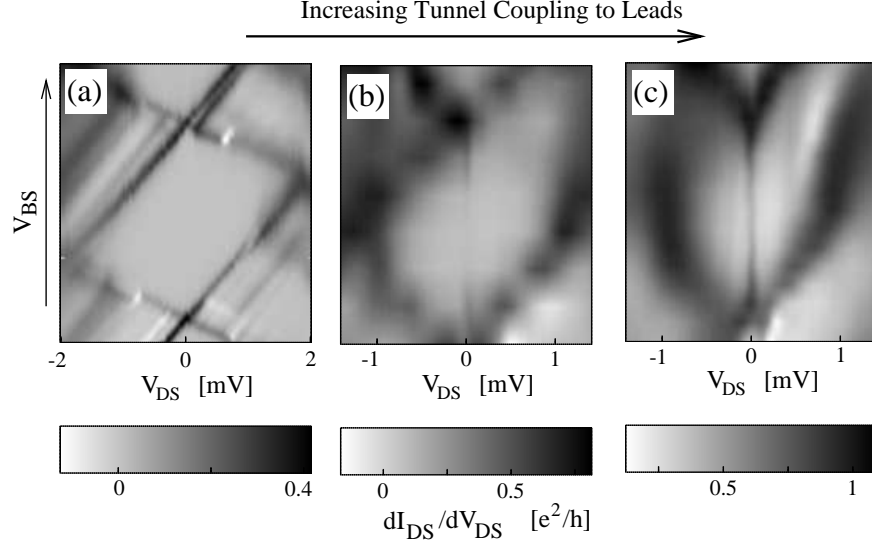 Increasing Tunnel Coupling to Leads
(a)
(b)
(c)
V_BS
-2 0 2
-1 0 1
-1 0 1
V_DS [mV]
V_DS [mV]
V_DS [mV]
0 0.4
0 0.5
0.5 1
dI_DS/dV_DS [e²/h]